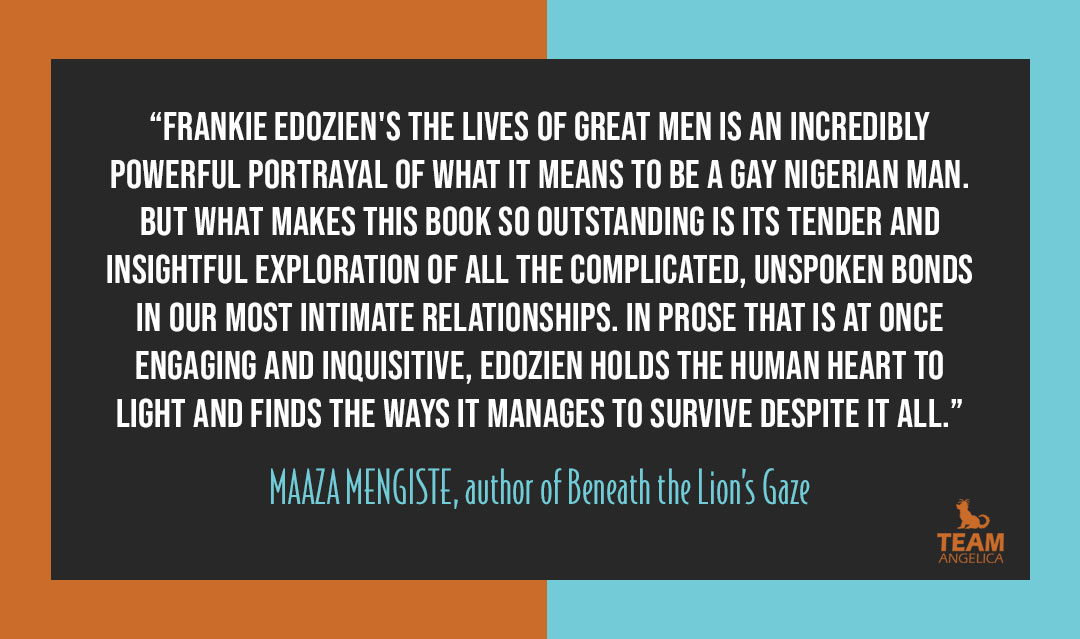 “FRANKIE EDOZIEN'S THE LIVES OF GREAT MEN IS AN INCREDIBLY
POWERFUL PORTRAYAL OF WHAT IT MEANS TO BE A GAY NIGERIAN MAN.
BUT WHAT MAKES THIS BOOK SO OUTSTANDING IS ITS TENDER AND
INSIGHTFUL EXPLORATION OF ALL THE COMPLICATED, UNSPOKEN BONDS
IN OUR MOST INTIMATE RELATIONSHIPS. IN PROSE THAT IS AT ONCE
ENGAGING AND INQUISITIVE, EDOZIEN HOLDS THE HUMAN HEART TO
LIGHT AND FINDS THE WAYS IT MANAGES TO SURVIVE DESPITE IT ALL.”
MAAZA MENGISTE, author of Beneath the Lion's Gaze
TEAM
ANGELICA